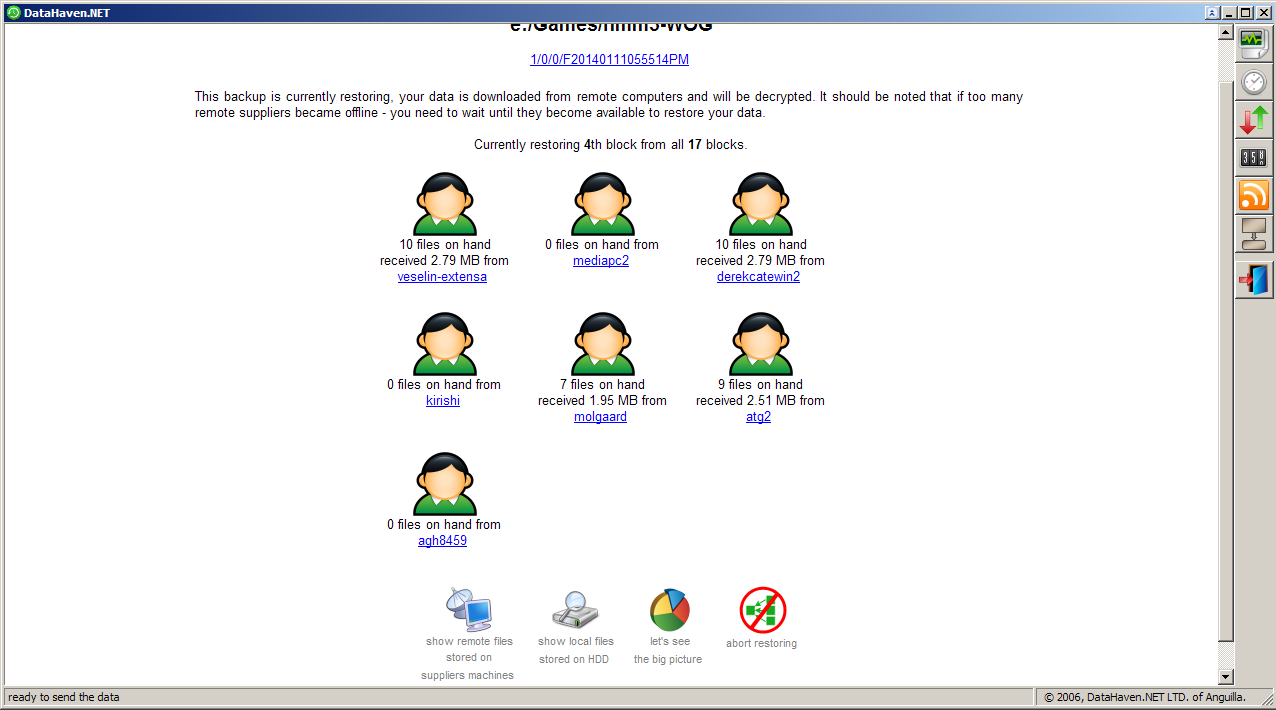 DataHaven.NET
e:/Games/hmm3-WOG
1/0/0/F20140111055514PM
This backup is currently restoring, your data is downloaded from remote computers and will be decrypted. It should be noted that if too many
remote suppliers became offline - you need to wait until they become available to restore your data.
Currently restoring 4th block from all 17 blocks.
10 files on hand
received 2.79 MB from
veselin-extensa
0 files on hand from
mediapc2
10 files on hand
received 2.79 MB from
derekcatewin2
0 files on hand from
kirishi
7 files on hand
received 1.95 MB from
molgaard
9 files on hand
received 2.51 MB from
atg2
0 files on hand from
agh8459
show remote files
stored on
suppliers machines
show local files
stored on HDD
let's see
the big picture
abort restoring
ready to send the data
© 2006, DataHaven.NET LTD. of Anguilla.